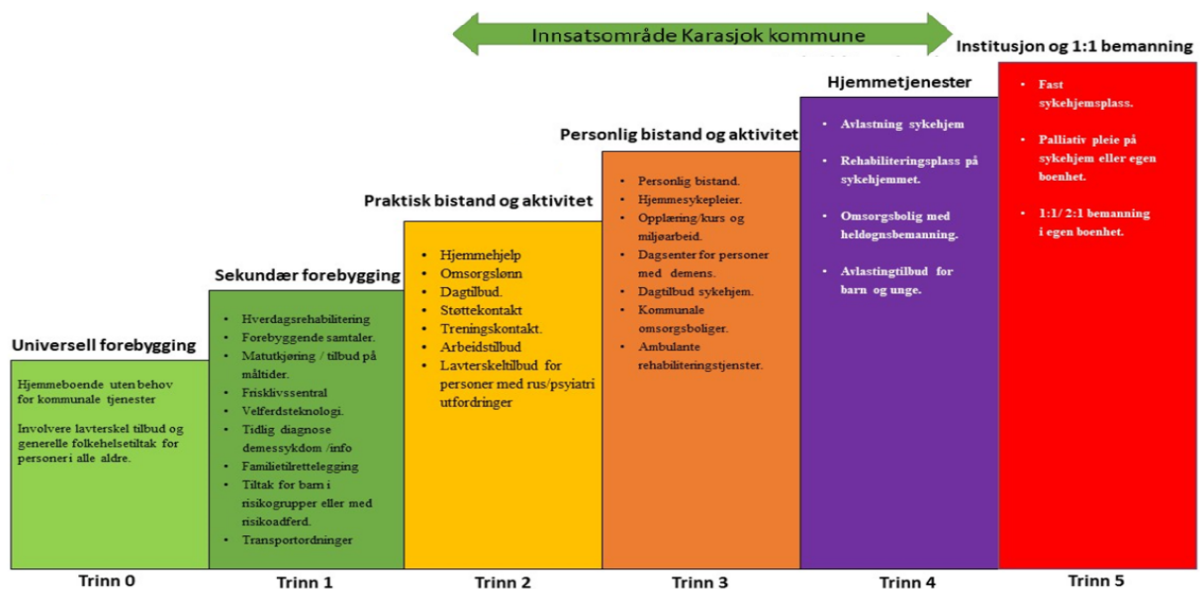 Innsatsområde Karasjok kommune
Universell forebygging
Hjemmeboende uten behov
for kommunale tjenester
Involvere lavterskel tilbud og
generelle folkehelsetiltak for
personer i alle aldre.
Trinn 0
Sekundær forebygging
• Hverdagsrehabilitering
• Forebyggende samtaler.
• Matutkjøring / tilbud på
måltider.
• Frisklivssentral
• Velferdsteknologi.
• Tidlig diagnose
demessykdom /info
• Familietilrettelegging
• Tiltak for barn i
risikogrupper eller med
risikoadferd.
• Transportordninger
Trinn 1
Praktisk bistand og aktivitet
• Hjemmehjelp
• Omsorgslønn
• Dagtilbud.
• Støttekontakt
• Treningskontakt.
• Arbeidstilbud
• Lavterskeltilbud for
personer med rus/psyiatri
utfordringer
Trinn 2
Personlig bistand og aktivitet
• Personlig bistand.
• Hjemmesykepleier.
• Opplæring/kurs og
miljøarbeid.
• Dagsenter for personer
med demens.
• Dagtilbud sykehjem.
• Kommunale
omsorgsboliger.
• Ambulante
rehabiliteringstjenster.
Trinn 3
Hjemmetjenester
• Avlastning sykehjem
• Rehabiliteringsplass på
sykehjemmet.
• Omsorgsbolig med
heldøgnsbemanning.
• Avlastingtilbud for
barn og unge.
Trinn 4
Institusjon og 1:1 bemanning
• Fast
sykehjemsplass.
• Palliativ pleie på
sykehjem eller egen
boenhet.
• 1:1/ 2:1 bemanning
i egen boenhet.
Trinn 5